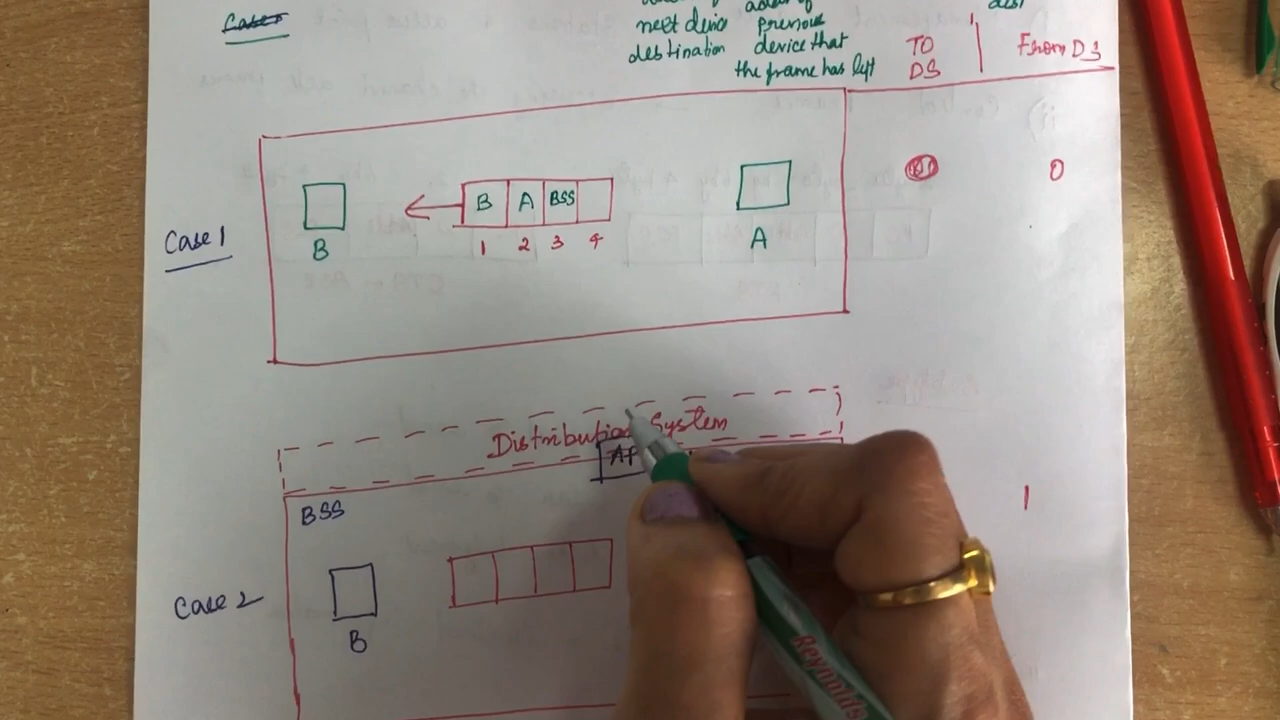 Case
next device
destination
previous
device that
the frame has left
TO
DS
From DS
0
B A BSS
1 2 3 4
B
A
Case 1
Distribution System
AP
BSS
1
B
Case 2
Reynolds